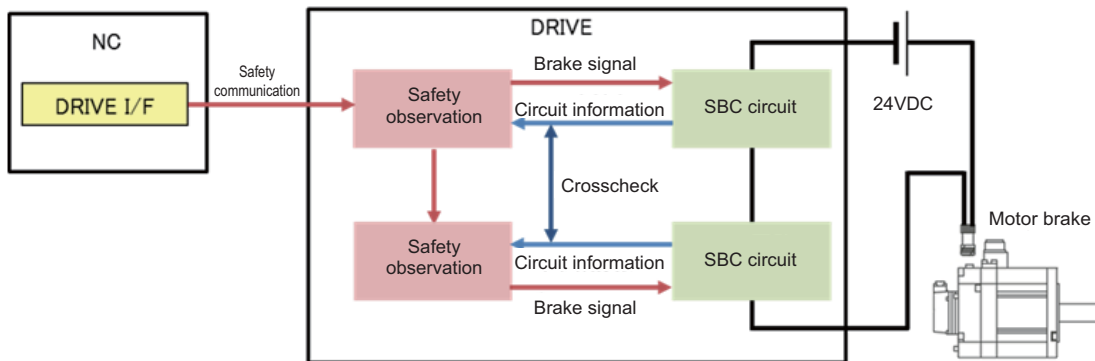 NC
DRIVE I/F
Safety
communication
DRIVE
Safety
observation
Brake signal
Circuit information
SBC circuit
Crosscheck
Safety
observation
Circuit information
Brake signal
SBC circuit
24VDC
Motor brake